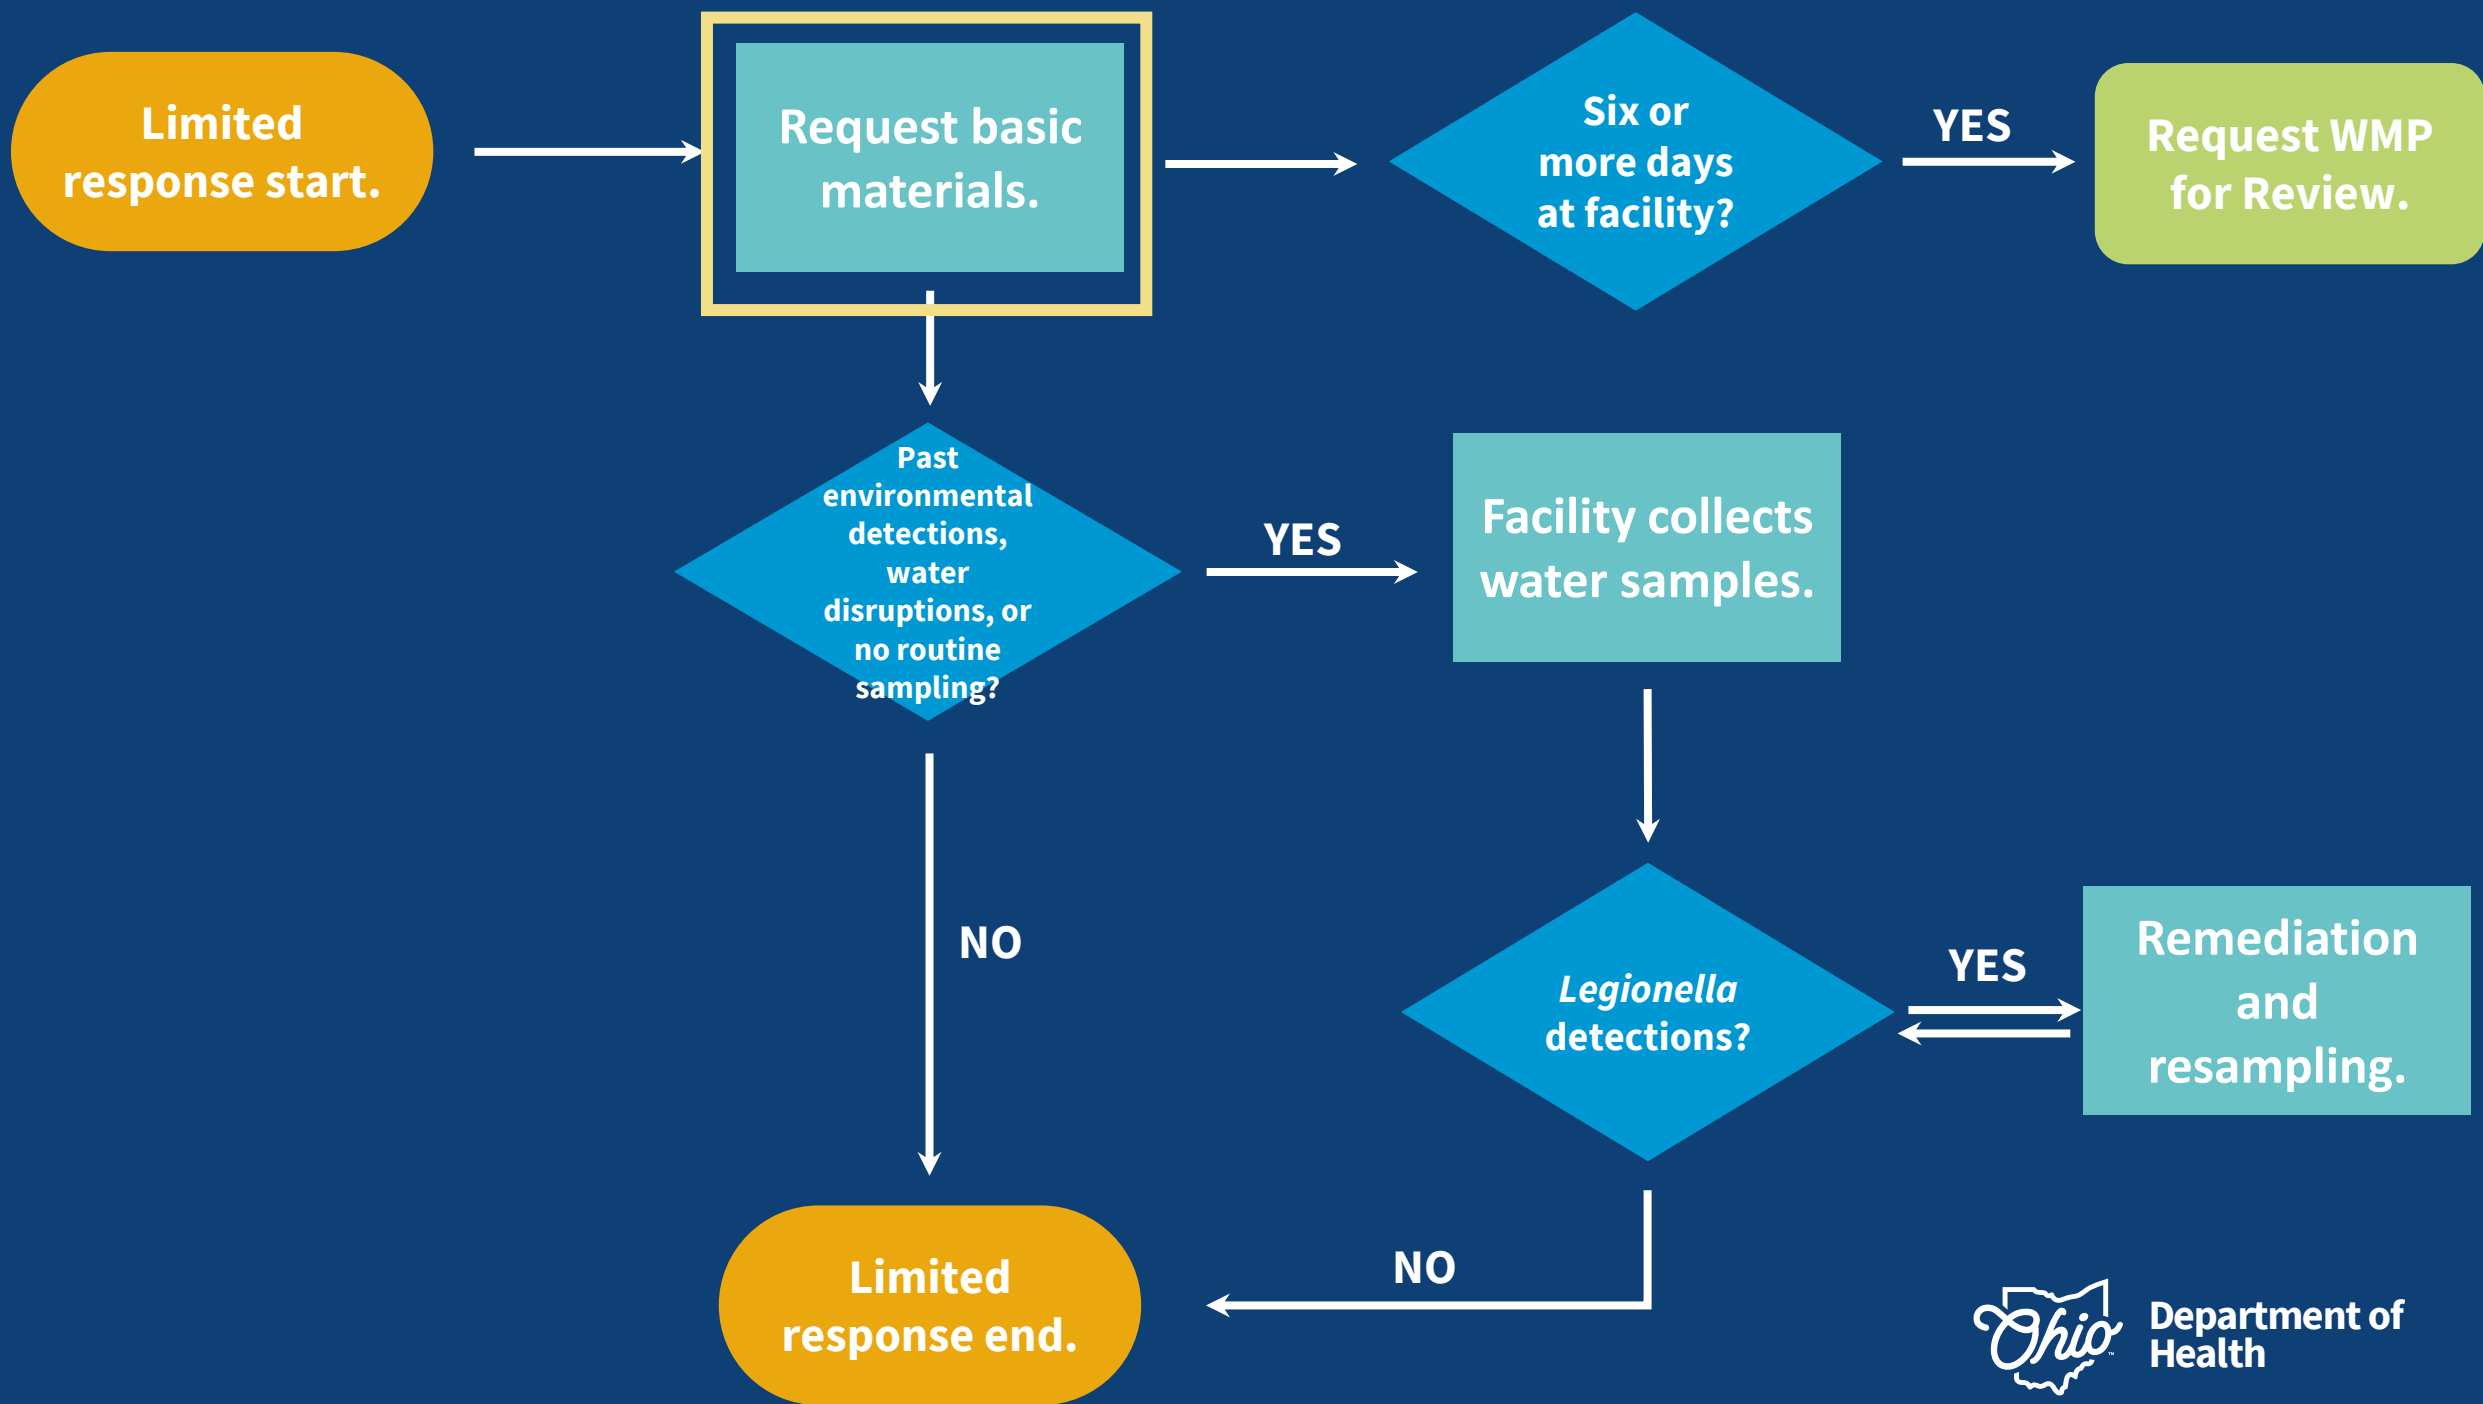 Limited
response start.
Request basic
materials.
Six or
more days
at facility?
YES
Request WMP
for Review.
Past
environmental
detections,
water
disruptions, or
no routine
sampling?
YES
Facility collects
water samples.
NO
Legionella
detections?
YES
Remediation
and
resampling.
NO
Limited
response end.
Ohio™
Department of
Health